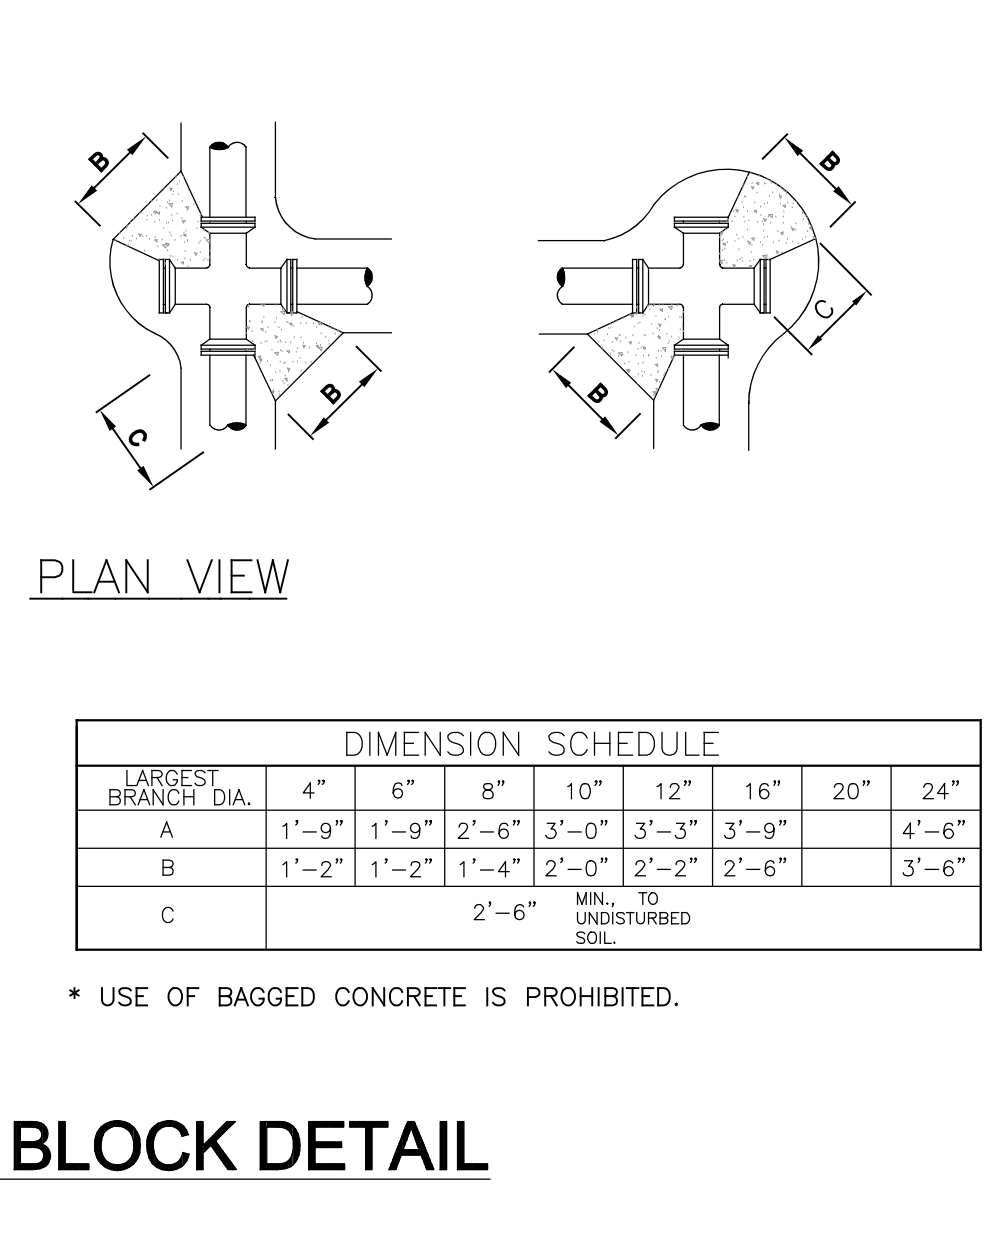 B
B
C
B
B
C
B
PLAN VIEW
DIMENSION SCHEDULE
LARGEST BRANCH DIA. 4” 6” 8” 10” 12” 16” 20” 24”
A 1’–9” 1’–9” 2’–6” 3’–0” 3’–3” 3’–9” 4’–6”
B 1’–2” 1’–2” 1’–4” 2’–0” 2’–2” 2’–6” 3’–6”
C 2’–6” MIN., TO
UNDISTURBED
SOIL.
* USE OF BAGGED CONCRETE IS PROHIBITED.
BLOCK DETAIL